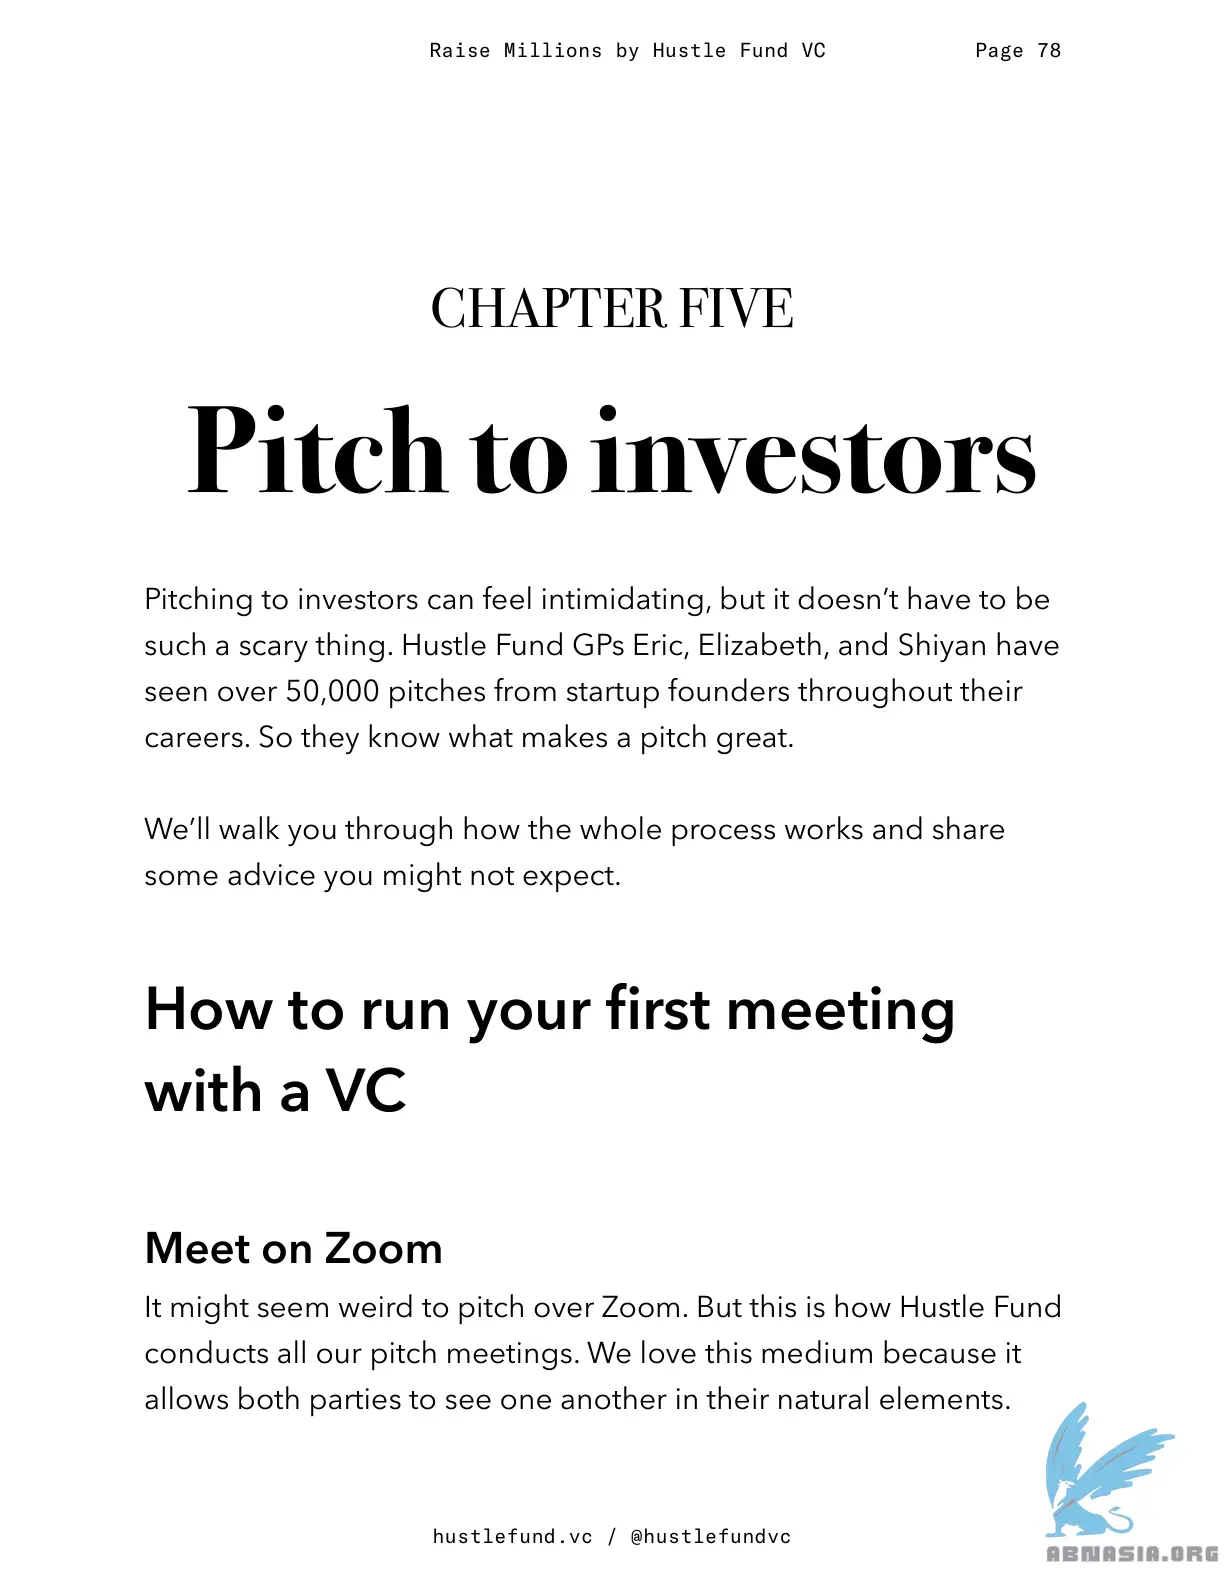 Raise Millions by Hustle Fund VC
Page 78
CHAPTER FIVE
Pitch to investors
Pitching to investors can feel intimidating, but it doesn’t have to be
such a scary thing. Hustle Fund GPs Eric, Elizabeth, and Shiyan have
seen over 50,000 pitches from startup founders throughout their
careers. So they know what makes a pitch great.
We’ll walk you through how the whole process works and share
some advice you might not expect.
How to run your first meeting
with a VC
Meet on Zoom
It might seem weird to pitch over Zoom. But this is how Hustle Fund
conducts all our pitch meetings. We love this medium because it
allows both parties to see one another in their natural elements.
hustlefund.vc / @hustlefundvc
ABNASIA.ORG